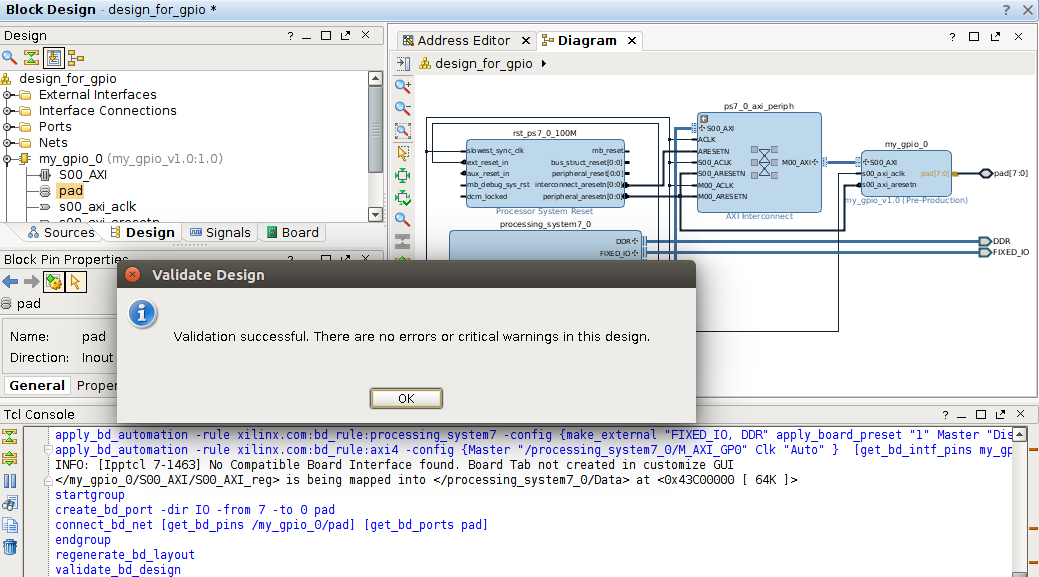 Block Design - design_for_gpio *
Design
design_for_gpio
External Interfaces
Interface Connections
Ports
Nets
my_gpio_0 (my_gpio_v1.0:1.0)
S00_AXI
pad
s00_axi_aclk
s00_axi_aresetn
Sources
Design
Signals
Board
Block Pin Properties
pad
Name: pad
Direction: Inout
General
Address Editor
Diagram
design_for_gpio
rst_ps7_0_100M
slowest_sync_clk
ext_reset_in
aux_reset_in
mb_debug_sys_rst
dcm_locked
mb_reset
bus_struct_reset[0:0]
peripheral_reset[0:0]
interconnect_aresetn[0:0]
peripheral_aresetn[0:0]
Processor System Reset
processing_system7_0
DDR
FIXED_IO
ps7_0_axi_periph
S00_AXI
ACLK
ARESETN
S00_ACLK
S00_ARESETN
M00_ACLK
M00_ARESETN
M00_AXI
AXI Interconnect
my_gpio_0
S00_AXI
s00_axi_aclk
s00_axi_aresetn
pad[7:0]
my_gpio_v1.0 (Pre-Production)
pad[7:0]
DDR
FIXED_IO
Validate Design
Validation successful. There are no errors or critical warnings in this design.
OK
Tcl Console
apply_bd_automation -rule xilinx.com:bd_rule:processing_system7 -config {make_external "FIXED_IO, DDR" apply_board_preset "1" Master "Dis
apply_bd_automation -rule xilinx.com:bd_rule:axi4 -config {Master "/processing_system7_0/M_AXI_GP0" Clk "Auto" } [get_bd_intf_pins my_gp
INFO: [Ipptcl 7-1463] No Compatible Board Interface found. Board Tab not created in customize GUI
</my_gpio_0/S00_AXI/S00_AXI_reg> is being mapped into </processing_system7_0/Data> at <0x43C00000 [ 64K ]>
startgroup
create_bd_port -dir IO -from 7 -to 0 pad
connect_bd_net [get_bd_pins /my_gpio_0/pad] [get_bd_ports pad]
endgroup
regenerate_bd_layout
validate_bd_design